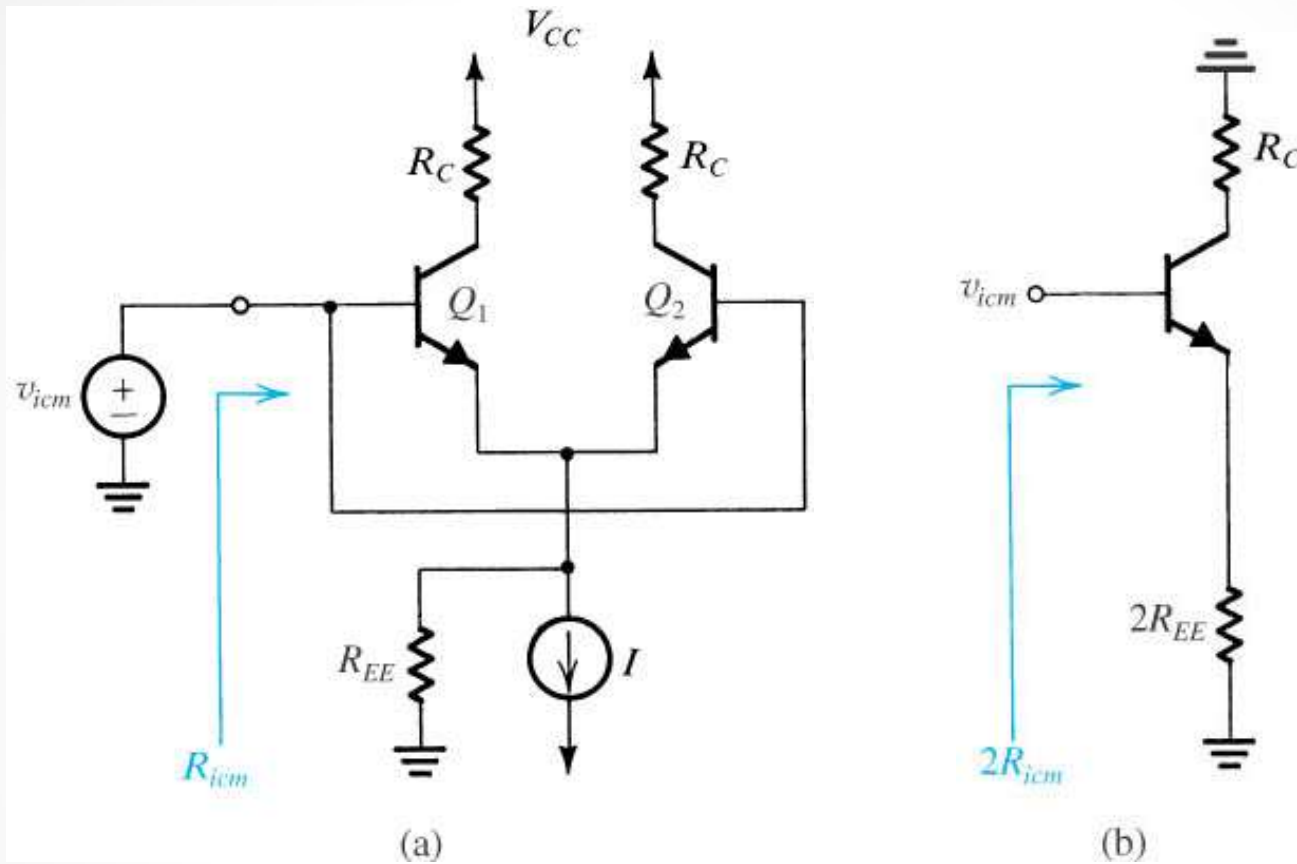 V_CC
R_C
R_C
R_C
Q_1
Q_2
v_icm
v_icm
+
−
R_EE
I
2R_EE
R_icm
2R_icm
(a)
(b)